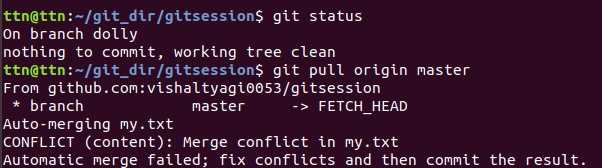 ttn@ttn:~/git_dir/gitsession$ git status
On branch dolly
nothing to commit, working tree clean
ttn@ttn:~/git_dir/gitsession$ git pull origin master
From github.com:vishaltyagi0053/gitsession
 * branch            master     -> FETCH_HEAD
Auto-merging my.txt
CONFLICT (content): Merge conflict in my.txt
Automatic merge failed; fix conflicts and then commit the result.